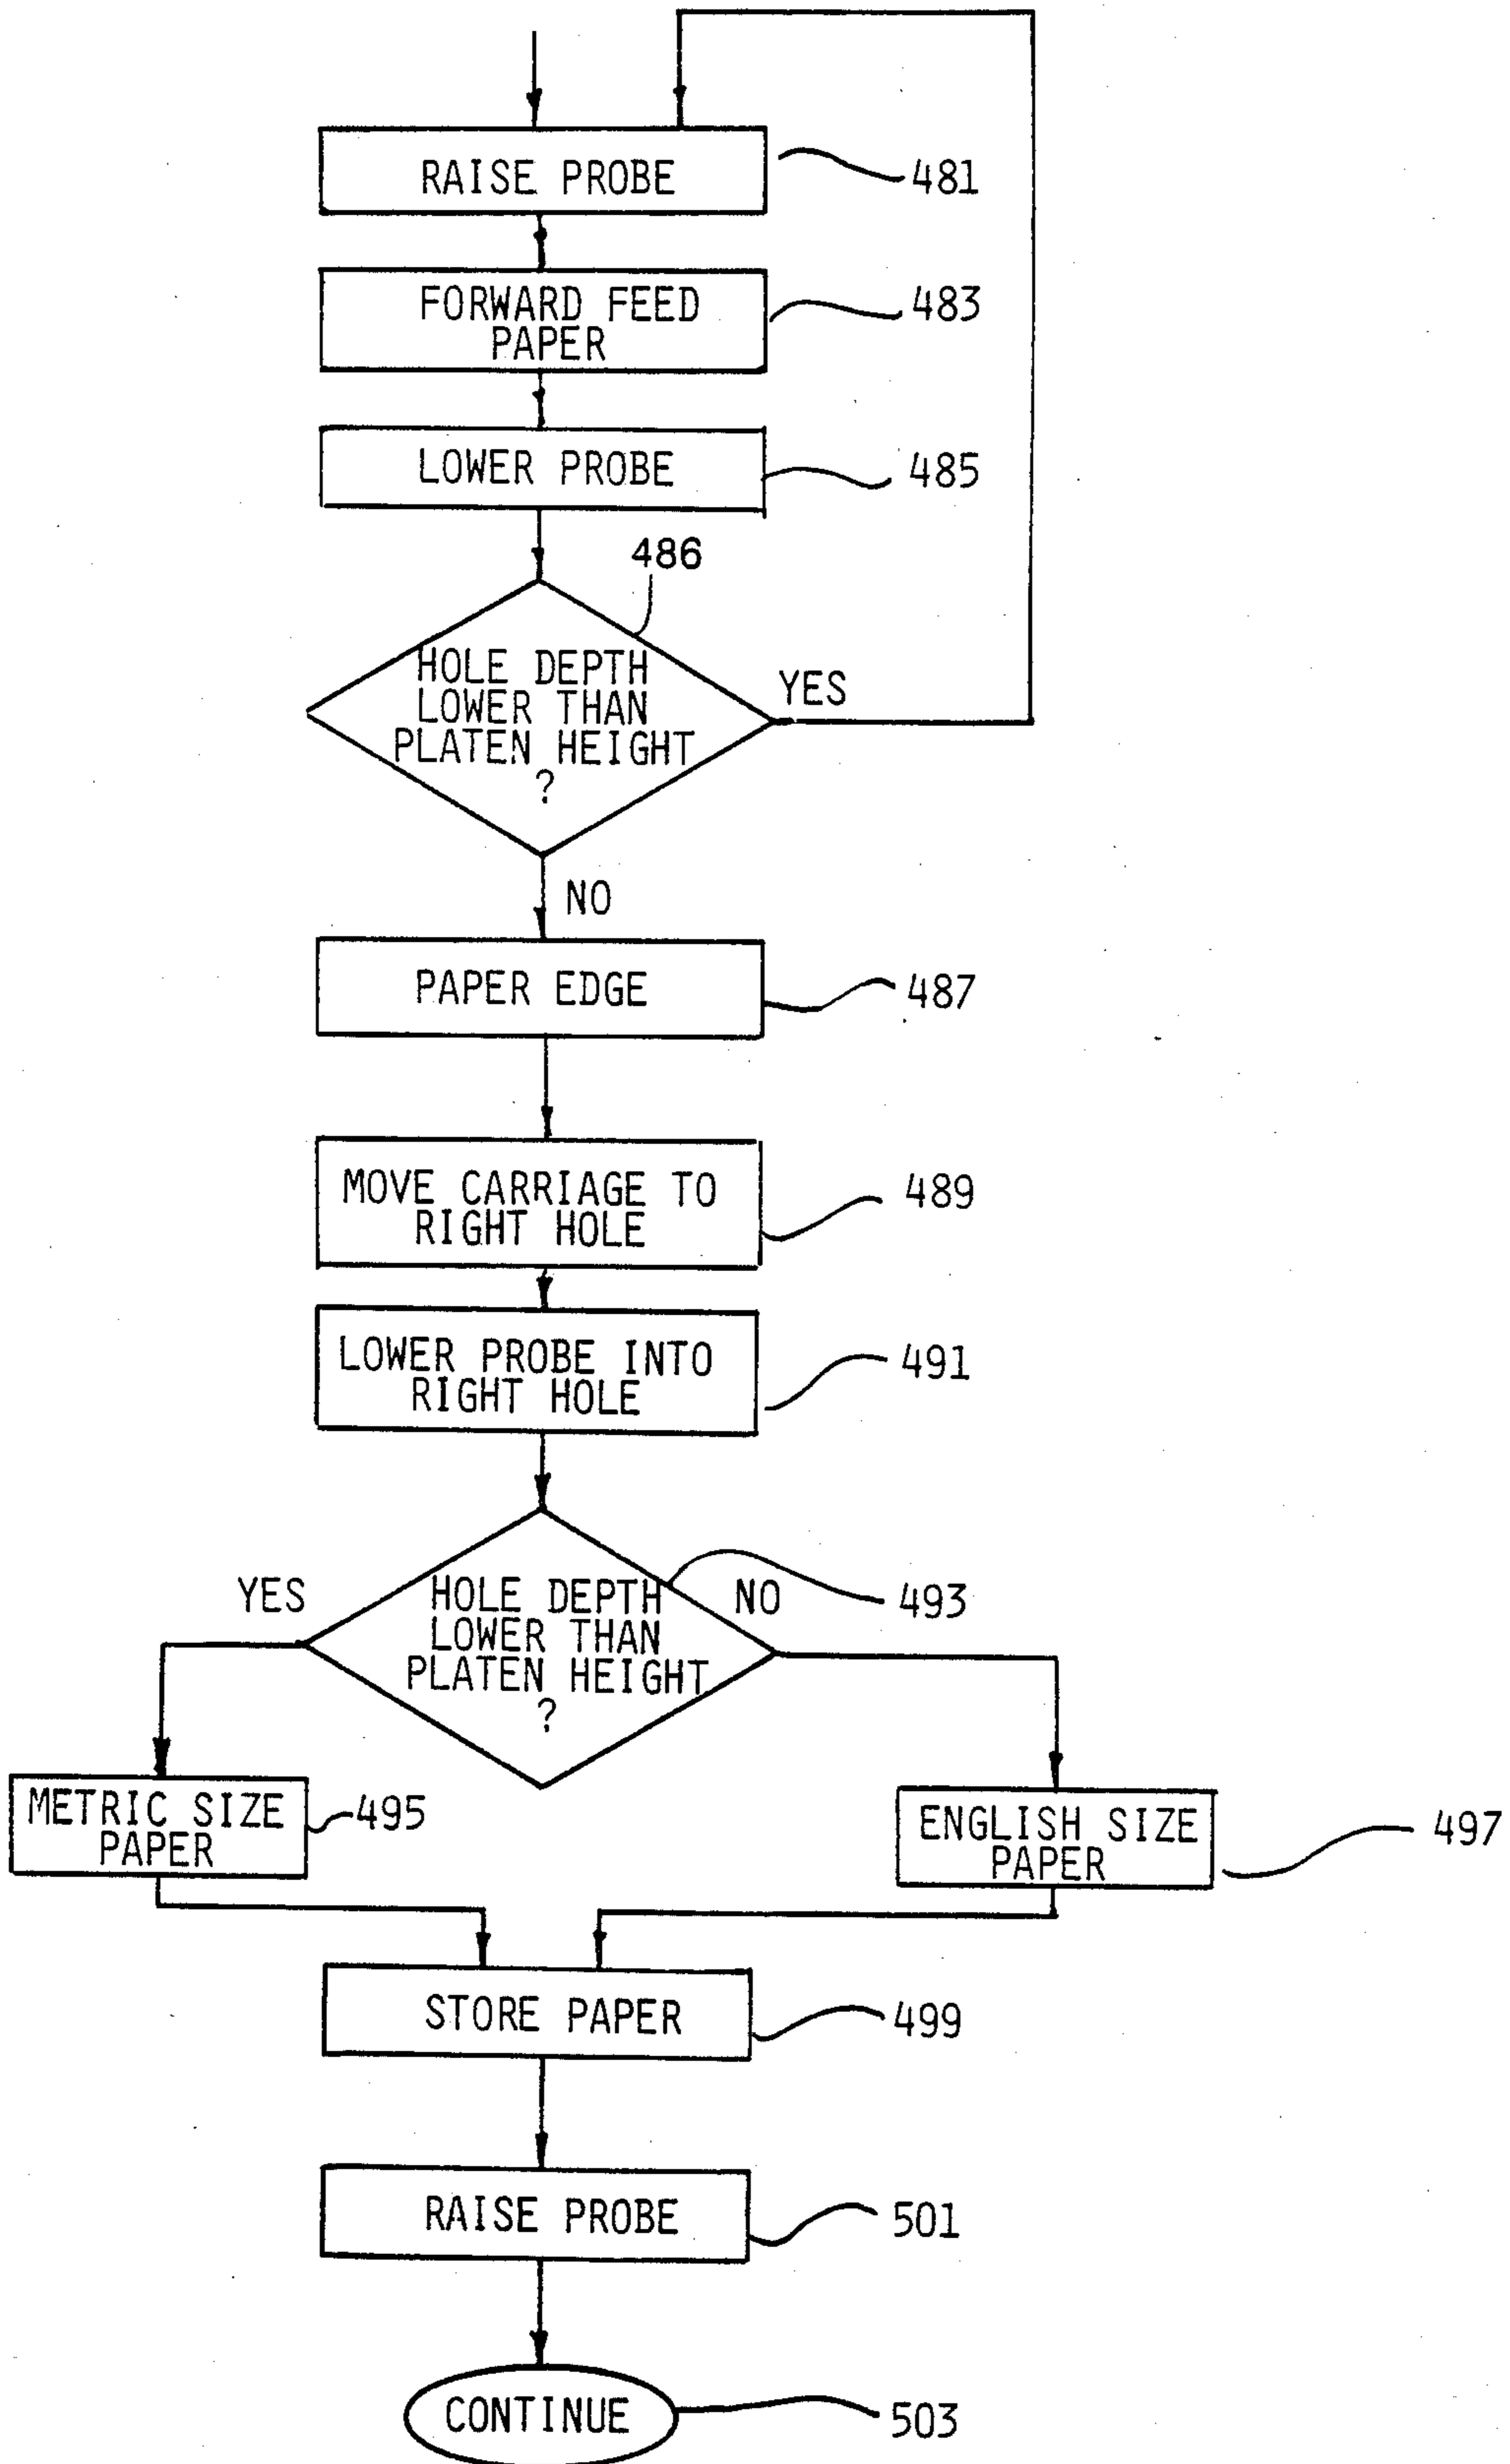 RAISE PROBE
481
FORWARD FEED
PAPER
483
LOWER PROBE
485
486
HOLE DEPTH
LOWER THAN
PLATEN HEIGHT
?
YES
NO
PAPER EDGE
487
MOVE CARRIAGE TO
RIGHT HOLE
489
LOWER PROBE INTO
RIGHT HOLE
491
YES
HOLE DEPTH
LOWER THAN
PLATEN HEIGHT
?
NO
493
METRIC SIZE
PAPER
495
ENGLISH SIZE
PAPER
497
STORE PAPER
499
RAISE PROBE
501
CONTINUE
503